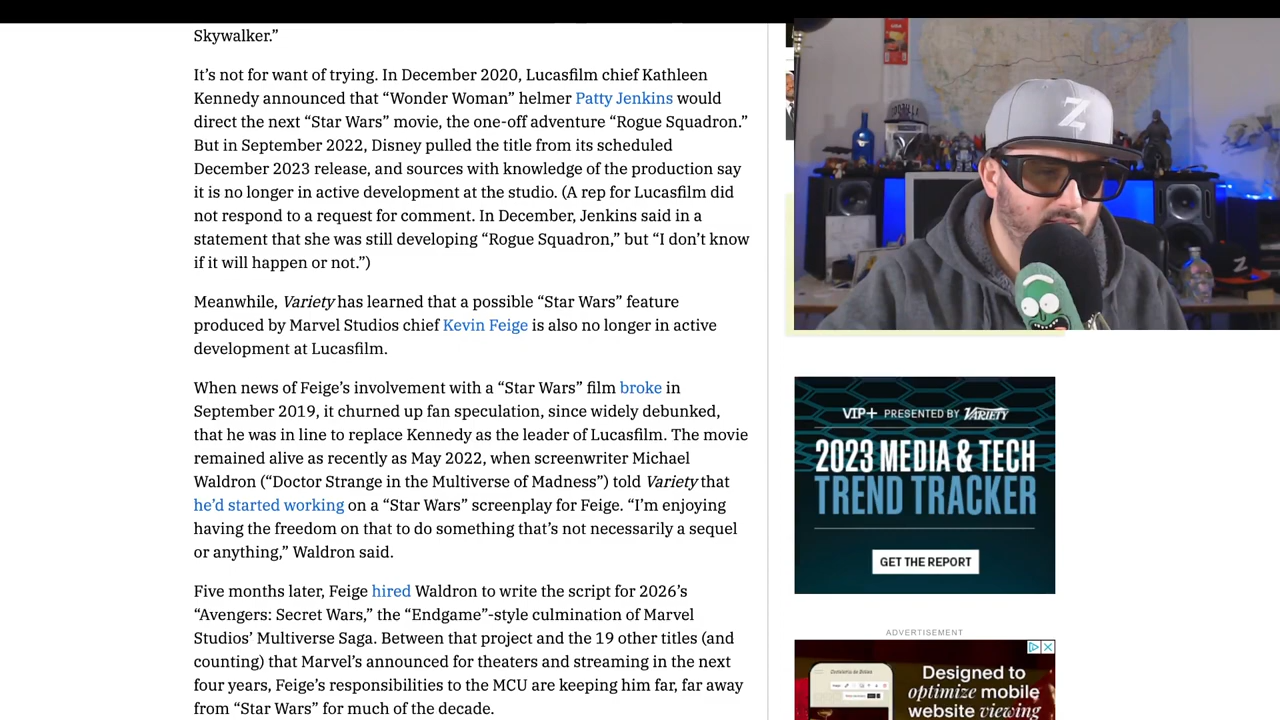 Skywalker.”
It’s not for want of trying. In December 2020, Lucasfilm chief Kathleen
Kennedy announced that “Wonder Woman” helmer Patty Jenkins would
direct the next “Star Wars” movie, the one-off adventure “Rogue Squadron.”
But in September 2022, Disney pulled the title from its scheduled
December 2023 release, and sources with knowledge of the production say
it is no longer in active development at the studio. (A rep for Lucasfilm did
not respond to a request for comment. In December, Jenkins said in a
statement that she was still developing “Rogue Squadron,” but “I don’t know
if it will happen or not.”)
Meanwhile, Variety has learned that a possible “Star Wars” feature
produced by Marvel Studios chief Kevin Feige is also no longer in active
development at Lucasfilm.
When news of Feige’s involvement with a “Star Wars” film broke in
September 2019, it churned up fan speculation, since widely debunked,
that he was in line to replace Kennedy as the leader of Lucasfilm. The movie
remained alive as recently as May 2022, when screenwriter Michael
Waldron (“Doctor Strange in the Multiverse of Madness”) told Variety that
he’d started working on a “Star Wars” screenplay for Feige. “I’m enjoying
having the freedom on that to do something that’s not necessarily a sequel
or anything,” Waldron said.
Five months later, Feige hired Waldron to write the script for 2026’s
“Avengers: Secret Wars,” the “Endgame”-style culmination of Marvel
Studios’ Multiverse Saga. Between that project and the 19 other titles (and
counting) that Marvel’s announced for theaters and streaming in the next
four years, Feige’s responsibilities to the MCU are keeping him far, far away
from “Star Wars” for much of the decade.
Z
VIP+ PRESENTED BY VARIETY
2023 MEDIA & TECH
TREND TRACKER
GET THE REPORT
ADVERTISEMENT
Designed to
optimize mobile
website viewing